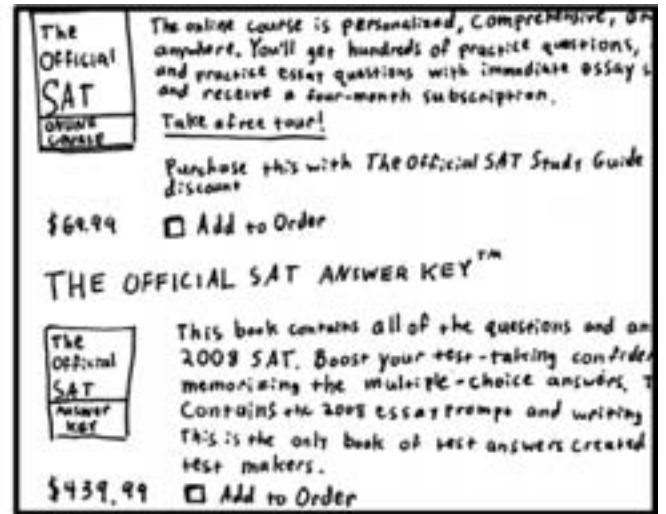 The
OFFICIAL
SAT
ONLINE
COURSE
The online course is personalized, comprehensive, an
anywhere. You'll get hundreds of practice questions,
and practice essay questions with immediate essay s
and receive a four-month subscription.
Take a free tour!
Purchase this with The Official SAT Study Guide
discount
$69.99
Add to Order
THE OFFICIAL SAT ANSWER KEY™
The
Official
SAT
ANSWER
KEY
This book contains all of the questions and an
2008 SAT. Boost your test-taking confiden
memorizing the multiple-choice answers. T
Contains the 2008 essay prompt and writing
This is the only book of test answers created
test makers.
$439.99
Add to Order